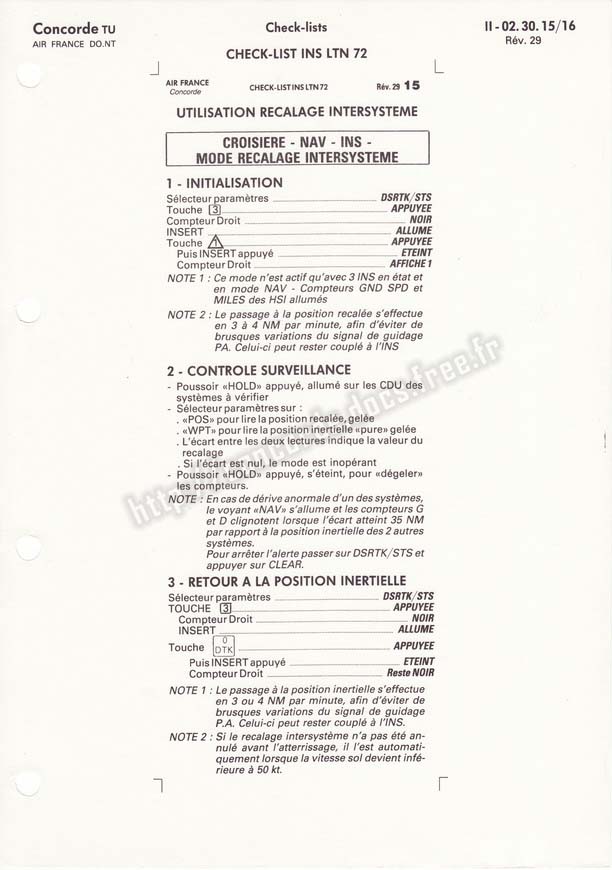 Concorde TU
AIR FRANCE DO.NT
Check-lists
II - 02. 30. 15/16
Rév. 29
CHECK-LIST INS LTN 72
AIR FRANCE
Concorde
CHECK-LIST INS LTN 72
Rév. 29 15
UTILISATION RECALAGE INTERSYSTEME
CROISIERE - NAV - INS -
MODE RECALAGE INTERSYSTEME
1 - INITIALISATION
Sélecteur paramètres DSRTK/STS
Touche 3 APPUYEE
Compteur Droit NOIR
INSERT ALLUME
Touche 1 APPUYEE
Puis INSERT appuyé ETEINT
Compteur Droit AFFICHE 1
NOTE 1 : Ce mode n'est actif qu'avec 3 INS en état et
en mode NAV - Compteurs GND SPD et
MILES des HSI allumés
NOTE 2 : Le passage à la position recalée s'effectue
en 3 à 4 NM par minute, afin d'éviter de
brusques variations du signal de guidage
PA. Celui-ci peut rester couplé à l'INS
2 - CONTROLE SURVEILLANCE
- Poussoir «HOLD» appuyé, allumé sur les CDU des
systèmes à vérifier
- Sélecteur paramètres sur :
. «POS» pour lire la position recalée, gelée
. «WPT» pour lire la position inertielle «pure» gelée
. L'écart entre les deux lectures indique la valeur du
recalage
. Si l'écart est nul, le mode est inopérant
- Poussoir «HOLD» appuyé, s'éteint, pour «dégeler»
les compteurs.
NOTE : En cas de dérive anormale d'un des systèmes,
le voyant «NAV» s'allume et les compteurs G
et D clignotent lorsque l'écart atteint 35 NM
par rapport à la position inertielle des 2 autres
systèmes.
Pour arrêter l'alerte passer sur DSRTK/STS et
appuyer sur CLEAR.
3 - RETOUR A LA POSITION INERTIELLE
Sélecteur paramètres DSRTK/STS
TOUCHE 3 APPUYEE
Compteur Droit NOIR
INSERT ALLUME
Touche 0 DTK APPUYEE
Puis INSERT appuyé ETEINT
Compteur Droit Reste NOIR
NOTE 1 : Le passage à la position inertielle s'effectue
en 3 ou 4 NM par minute, afin d'éviter de
brusques variations du signal de guidage
P.A. Celui-ci peut rester couplé à l'INS.
NOTE 2 : Si le recalage intersystème n'a pas été an-
nulé avant l'atterrissage, il l'est automati-
quement lorsque la vitesse sol devient infé-
rieure à 50 kt.